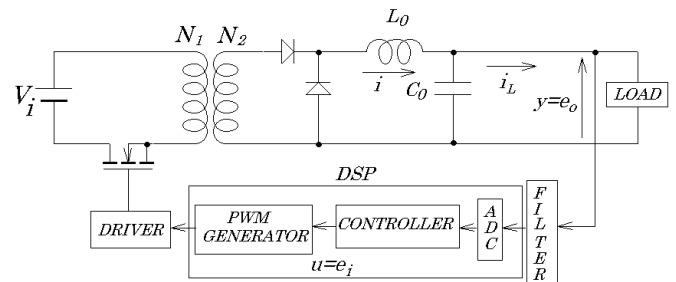 L0
N1 N2
Vi
i
C0
iL
y=eo
LOAD
DSP
DRIVER
PWM
GENERATOR
CONTROLLER
ADC
FILTER
u=ei